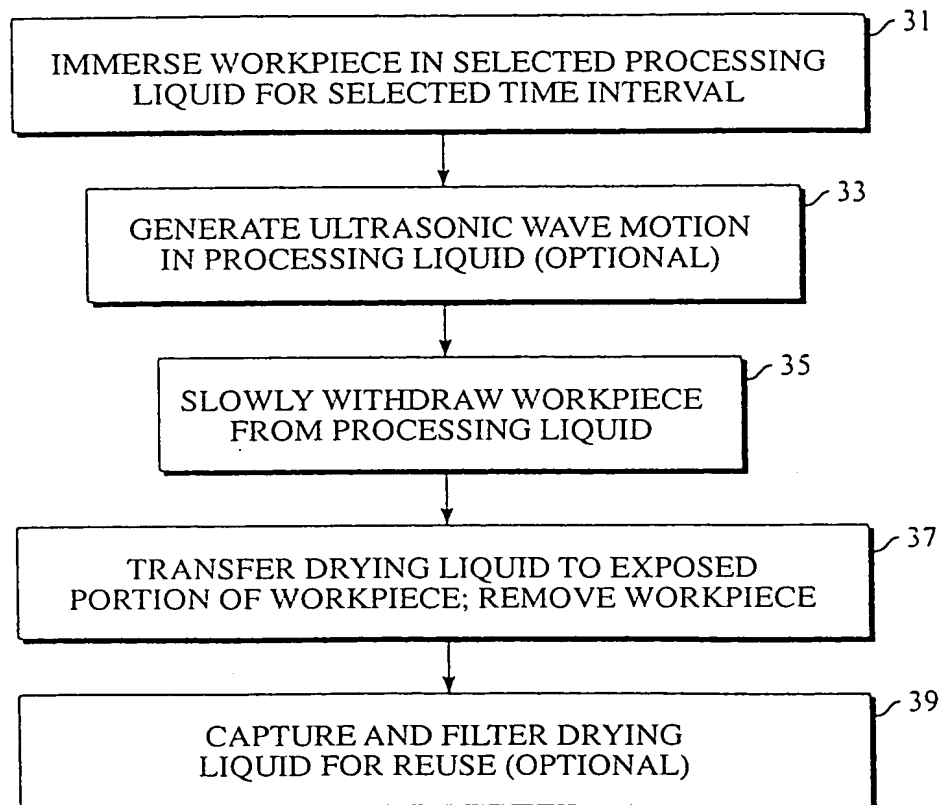 31
IMMERSE WORKPIECE IN SELECTED PROCESSING
LIQUID FOR SELECTED TIME INTERVAL
33
GENERATE ULTRASONIC WAVE MOTION
IN PROCESSING LIQUID (OPTIONAL)
35
SLOWLY WITHDRAW WORKPIECE
FROM PROCESSING LIQUID
37
TRANSFER DRYING LIQUID TO EXPOSED
PORTION OF WORKPIECE; REMOVE WORKPIECE
39
CAPTURE AND FILTER DRYING
LIQUID FOR REUSE (OPTIONAL)